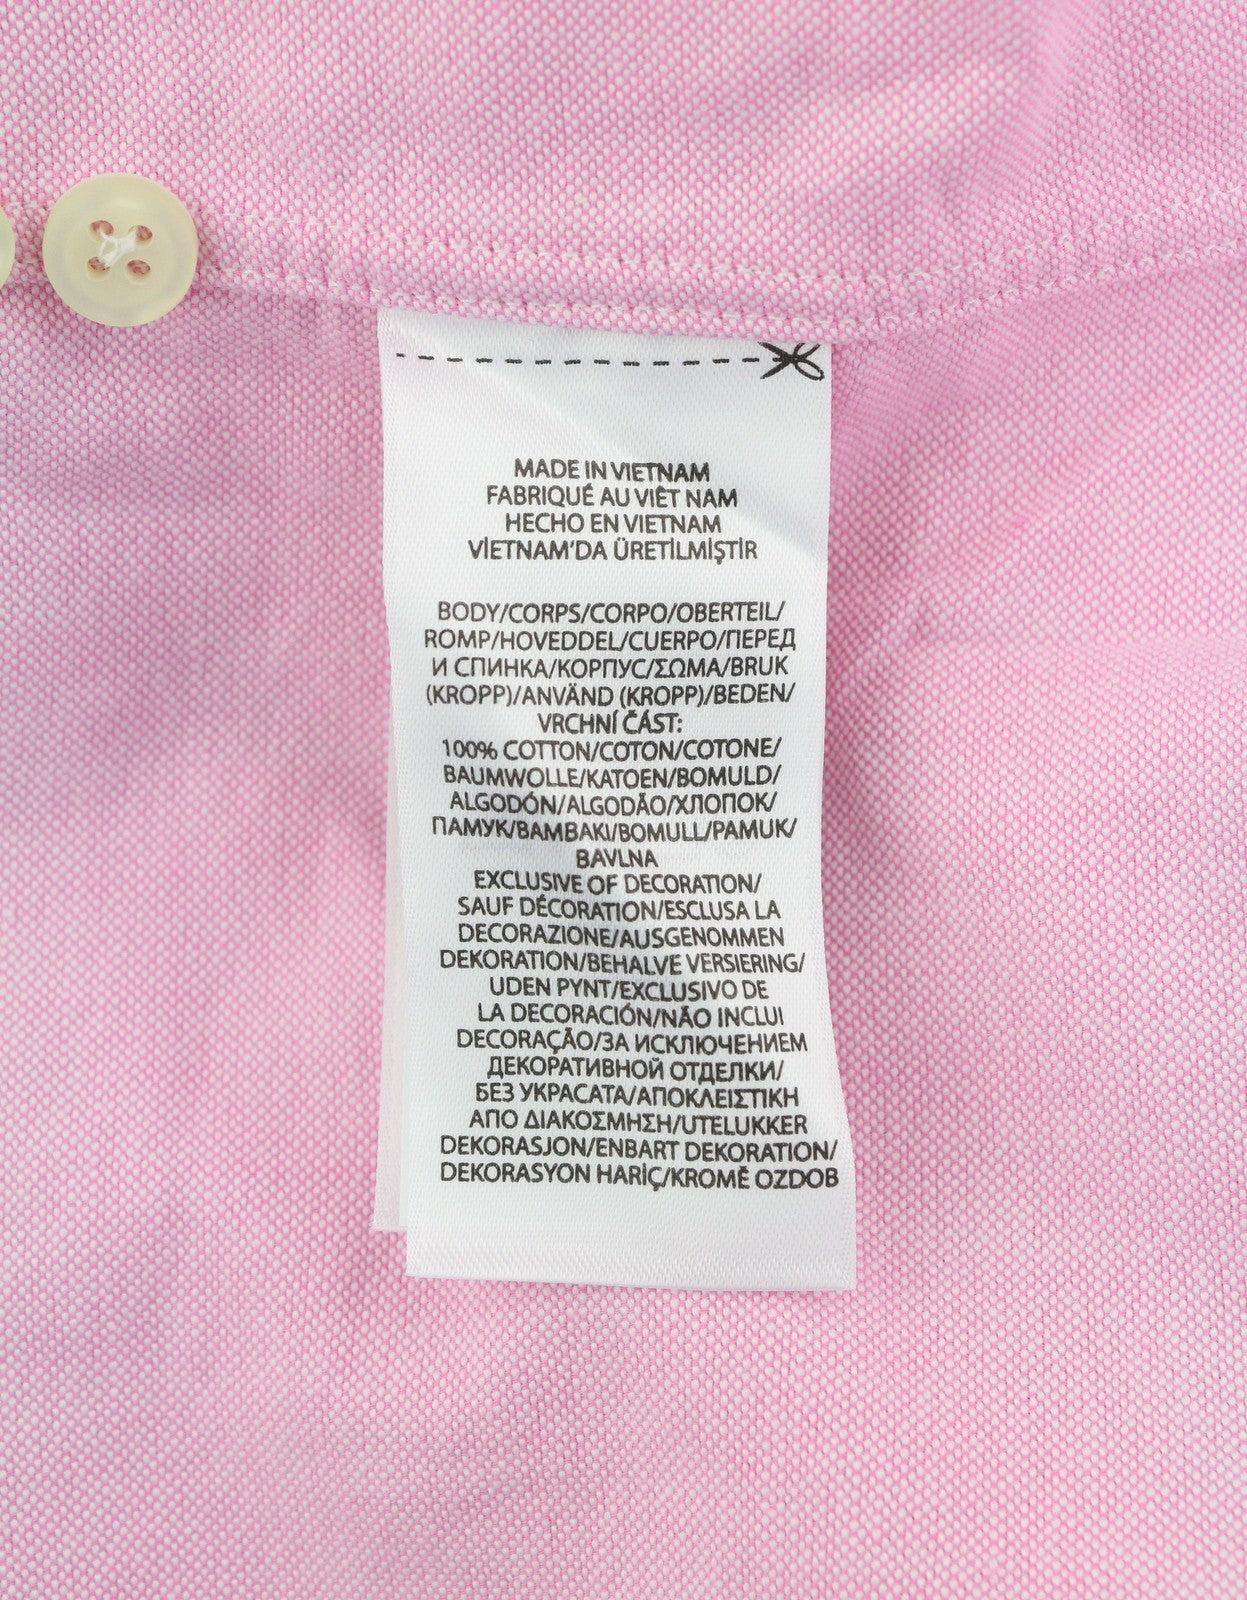 MADE IN VIETNAM
FABRIQUÉ AU VIÊT NAM
HECHO EN VIETNAM
VİETNAM'DA ÜRETİLMİŞTİR
BODY/CORPS/CORPO/OBERTEIL/
ROMP/HOVEDDEL/CUERPO/ПЕРЕД
И СПИНКА/КОРПУС/ΣΩΜΑ/BRUK
(KROPP)/ANVÄND (KROPP)/BEDEN/
VRCHNÍ ČÁST:
100% COTTON/COTON/COTONE/
BAUMWOLLE/KATOEN/BOMULD/
ALGODÓN/ALGODÃO/ХЛОПОК/
ПАМУК/ΒΑΜΒΑΚΙ/BOMULL/PAMUK/
BAVLNA
EXCLUSIVE OF DECORATION/
SAUF DÉCORATION/ESCLUSA LA
DECORAZIONE/AUSGENOMMEN
DEKORATION/BEHALVE VERSIERING/
UDEN PYNT/EXCLUSIVO DE
LA DECORACIÓN/NÃO INCLUI
DECORAÇÃO/ЗА ИСКЛЮЧЕНИЕМ
ДЕКОРАТИВНОЙ ОТДЕЛКИ/
БЕЗ УКРАСАТА/ΑΠΟΚΛΕΙΣΤΙΚΗ
ΑΠΟ ΔΙΑΚΟΣΜΗΣΗ/UTELUKKER
DEKORASJON/ENBART DEKORATION/
DEKORASYON HARİÇ/KROMĚ OZDOB